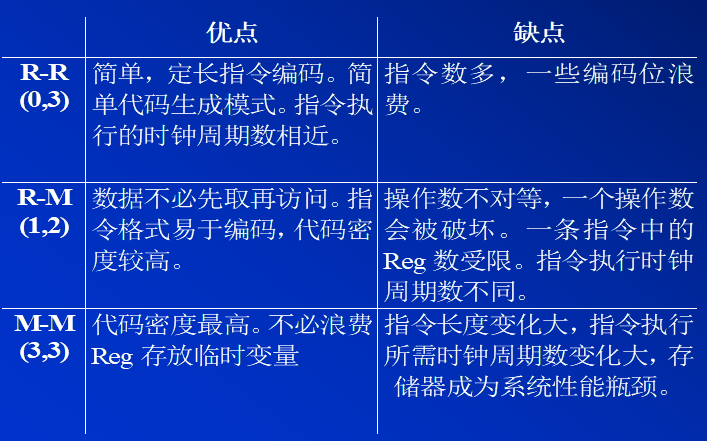 优点 缺点
R-R 简单，定长指令编码。简 指令数多，一些编码位浪
(0,3) 单代码生成模式。指令执 费。
行的时钟周期数相近。
R-M 数据不必先取再访问。指 操作数不对等，一个操作数
(1,2) 令格式易于编码，代码密 会被破坏。一条指令中的
度较高。 Reg 数受限。指令执行时钟
周期数不同。
M-M 代码密度最高。不必浪费 指令长度变化大，指令执行
(3,3) Reg 存放临时变量 所需时钟周期数变化大，存
储器成为系统性能瓶颈。